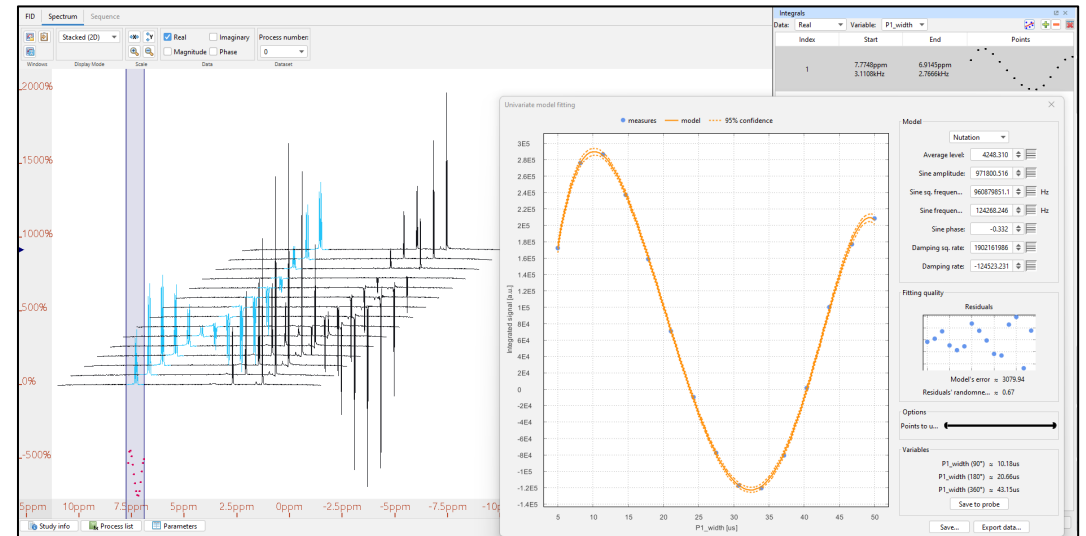 FID Spectrum Sequence
Stacked (2D)
Real Imaginary
Magnitude Phase
Process number:
0
Windows Display Mode Scale Data Dataset
2000%
1500%
1000%
500%
0%
-500%
10ppm 7.5ppm 5ppm 2.5ppm 0ppm -2.5ppm -5ppm -7.5ppm
Study info Process list Parameters
Integrals
Data: Real Variable: P1_width
Index Start End Points
1 7.7748ppm 6.9145ppm
3.1108kHz 2.7666kHz
Univariate model fitting
measures model 95% confidence
Integrated signal [a.u.]
3E5
2.8E5
2.6E5
2.4E5
2.2E5
2E5
1.8E5
1.6E5
1.4E5
1.2E5
1E5
8E4
6E4
4E4
2E4
0
-2E4
-4E4
-6E4
-8E4
-1E5
-1.2E5
-1.4E5
5 10 15 20 25 30 35 40 45 50
P1_width [us]
Model
Nutation
Average level: 4248.310
Sine amplitude: 971800.516
Sine sq. frequen... 960879851.1 Hz
Sine frequen... 124268.246 Hz
Sine phase: -0.332
Damping sq. rate: 1902161986
Damping rate: -124523.231
Fitting quality
Residuals
Model's error ≈ 3079.94
Residuals' randomne... ≈ 0.67
Options
Points to u...
Variables
P1_width (90°) ≈ 10.18us
P1_width (180°) ≈ 20.66us
P1_width (360°) ≈ 43.15us
Save to probe
Save... Export data...